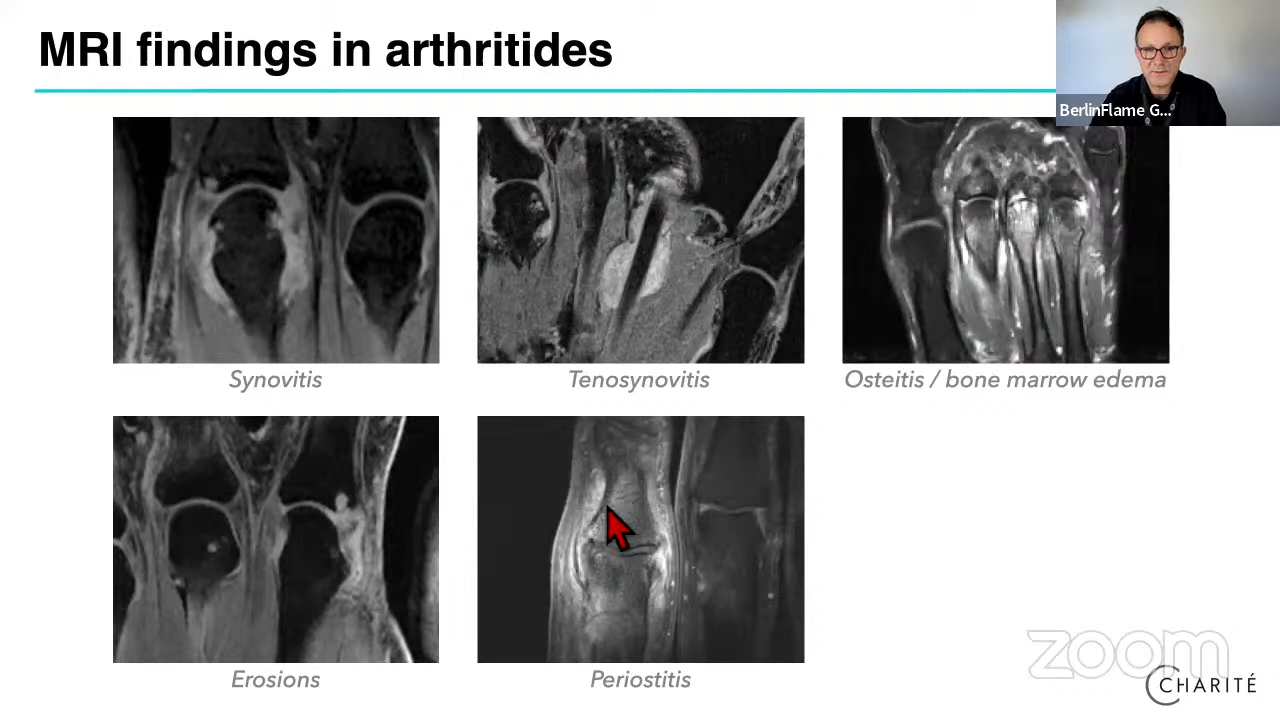 MRI findings in arthritides
BerlinFlame G...
Synovitis
Tenosynovitis
Osteitis / bone marrow edema
Erosions
Periostitis
zoom
CHARITÉ